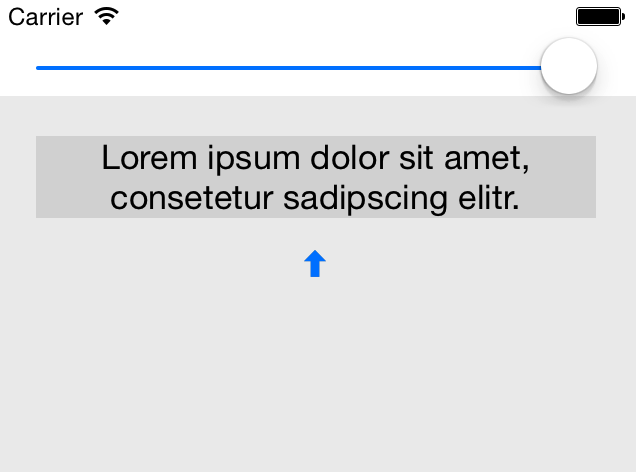 Carrier
Lorem ipsum dolor sit amet,
consetetur sadipscing elitr.